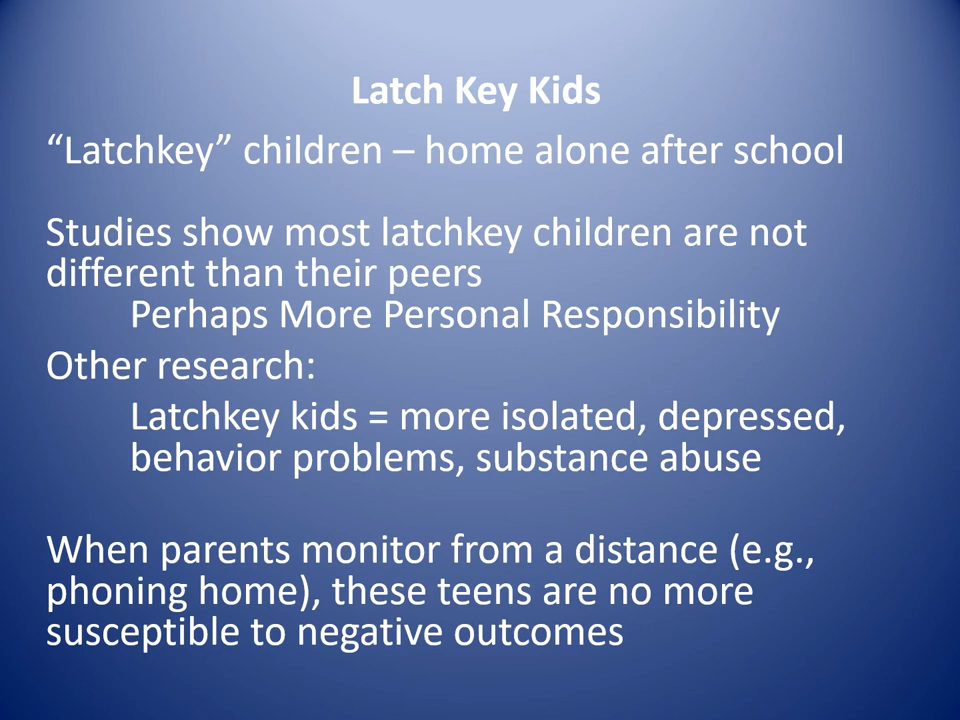 Latch Key Kids
“Latchkey” children – home alone after school
Studies show most latchkey children are not
different than their peers
Perhaps More Personal Responsibility
Other research:
Latchkey kids = more isolated, depressed,
behavior problems, substance abuse
When parents monitor from a distance (e.g.,
phoning home), these teens are no more
susceptible to negative outcomes